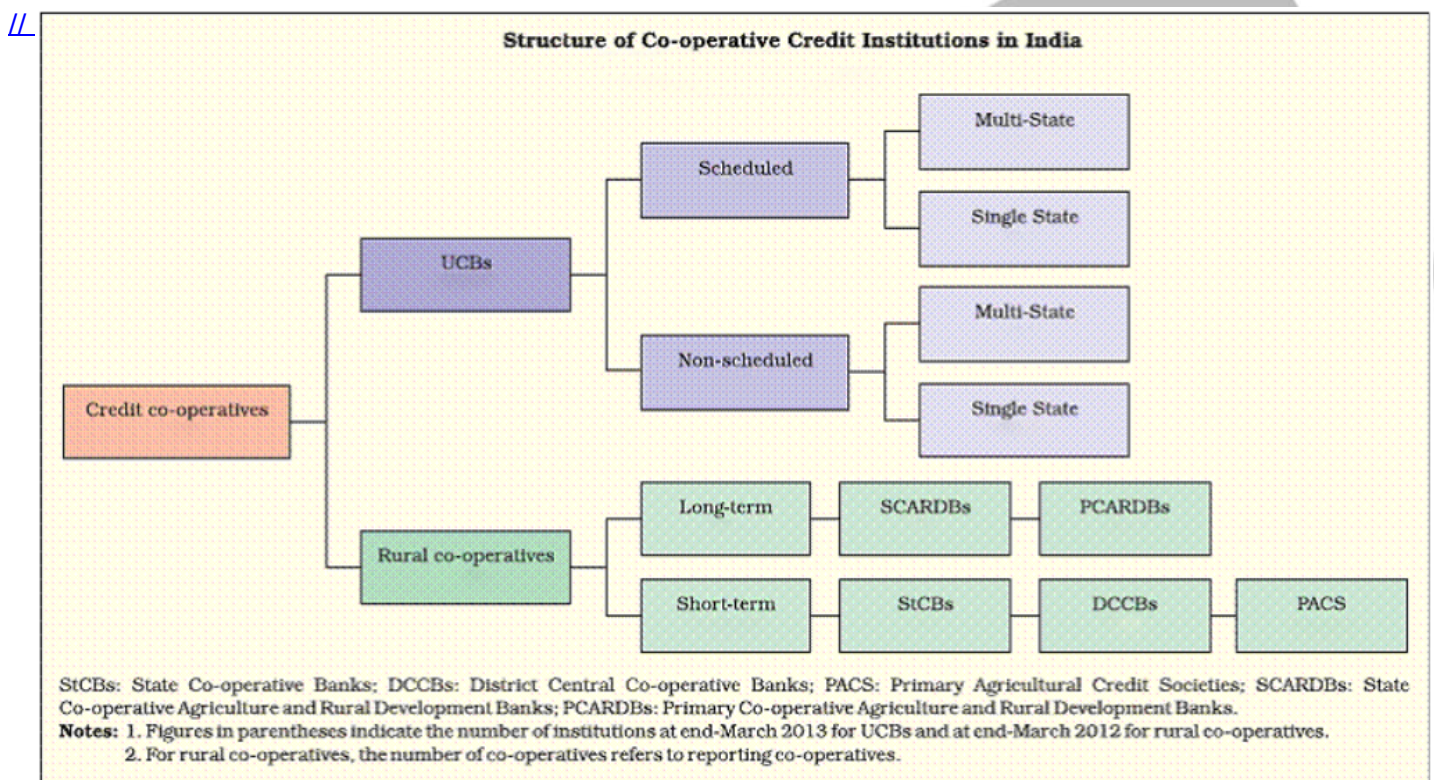 //
Structure of Co-operative Credit Institutions in India
Multi-State
Scheduled
Single State
UCBs
Multi-State
Non-scheduled
Single State
Credit co-operatives
Long-term SCARDBs PCARDBs
Rural co-operatives
Short-term StCBs DCCBs PACS
StCBs: State Co-operative Banks; DCCBs: District Central Co-operative Banks; PACS: Primary Agricultural Credit Societies; SCARDBs: State
Co-operative Agriculture and Rural Development Banks; PCARDBs: Primary Co-operative Agriculture and Rural Development Banks.
Notes: 1. Figures in parentheses indicate the number of institutions at end-March 2013 for UCBs and at end-March 2012 for rural co-operatives.
2. For rural co-operatives, the number of co-operatives refers to reporting co-operatives.